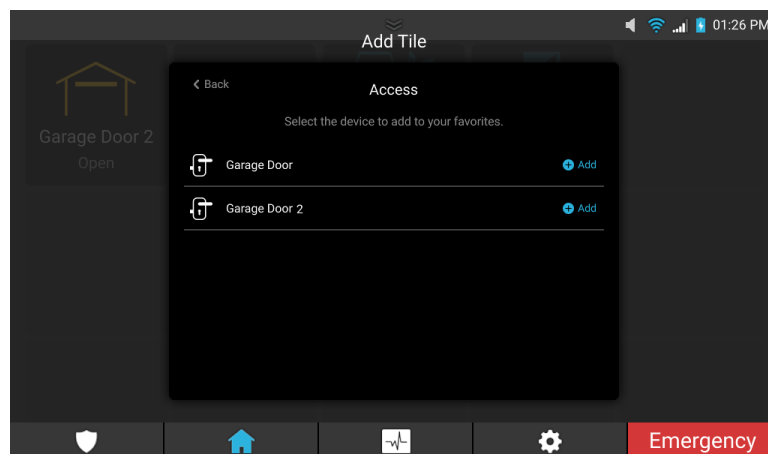 01:26 PM
Add Tile
Back
Access
Select the device to add to your favorites.
Garage Door 2
Open
Garage Door
Add
Garage Door 2
Add
Emergency